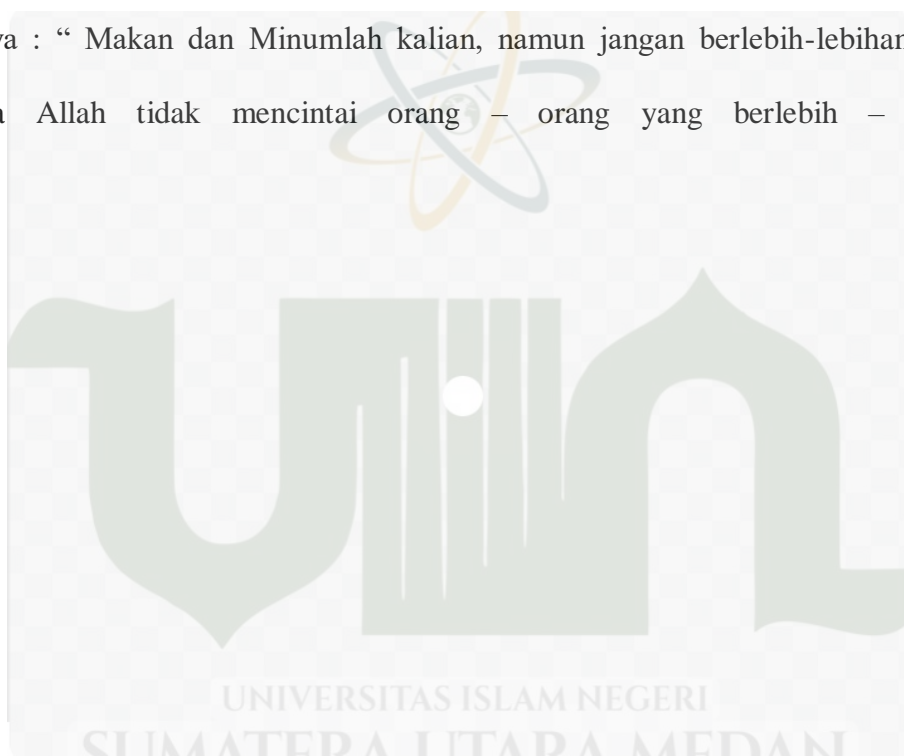 : “ Makan dan Minumlah kalian, namun jangan berlebih-lebihan
Allah tidak mencintai orang – orang yang berlebih –
UNIVERSITAS ISLAM NEGERI
SUMATERA UTARA MEDAN